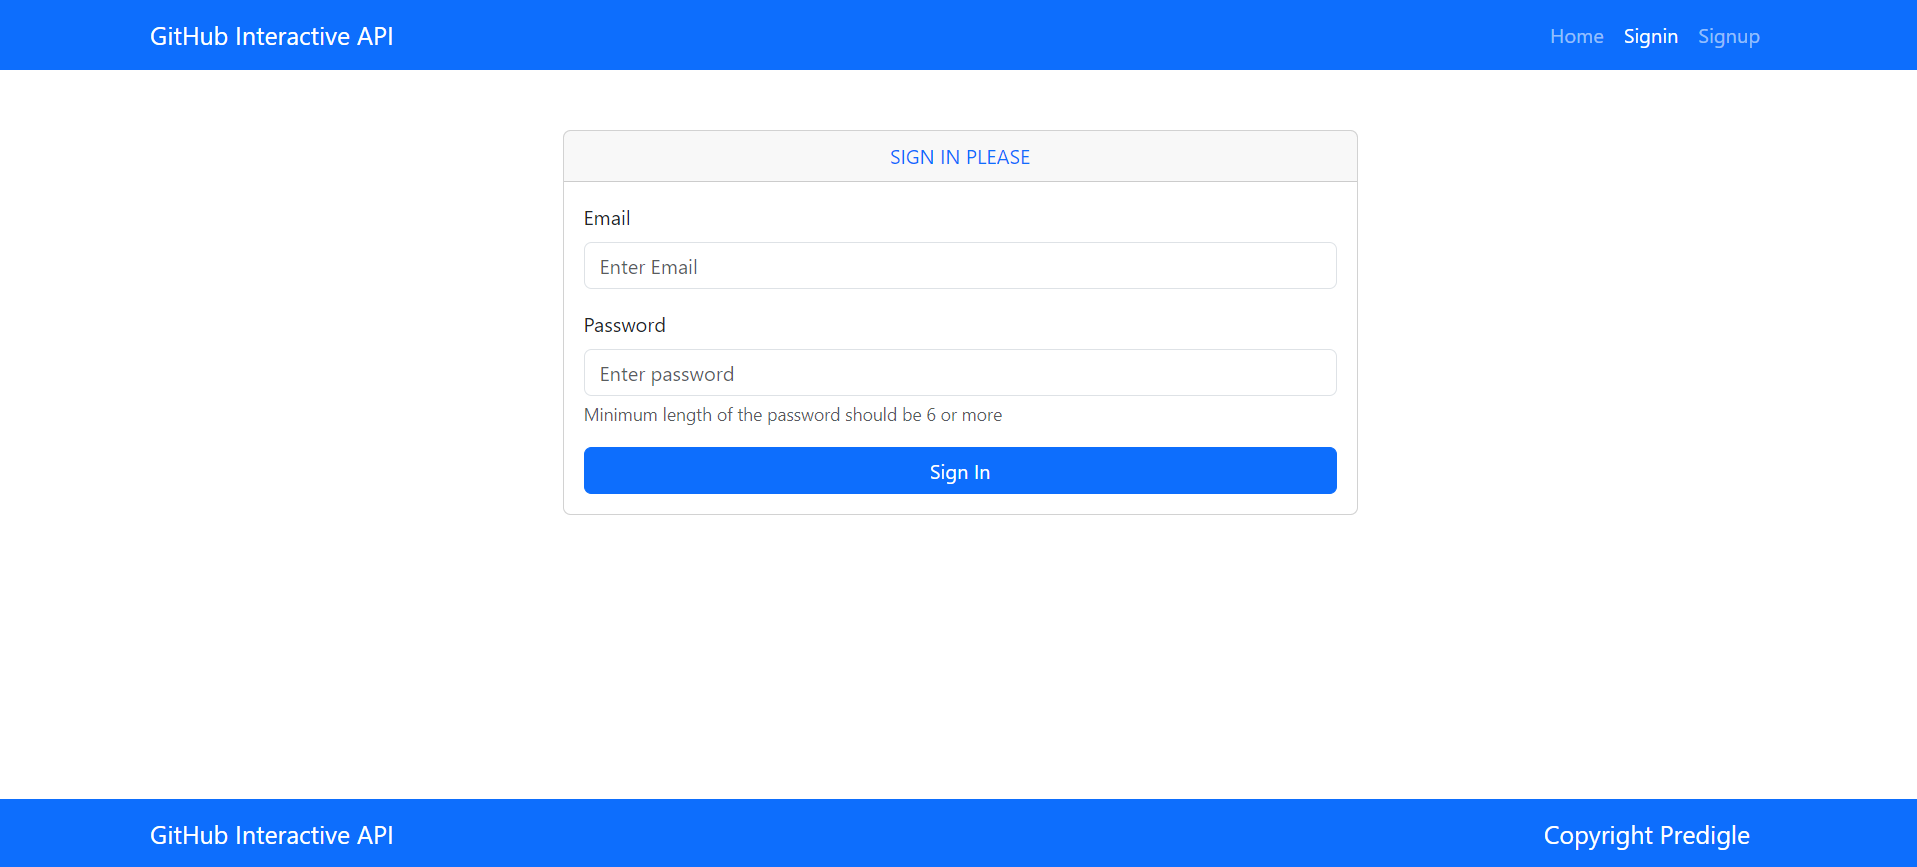 GitHub Interactive API
Home Signin Signup
SIGN IN PLEASE
Email
Enter Email
Password
Enter password
Minimum length of the password should be 6 or more
Sign In
GitHub Interactive API
Copyright Predigle